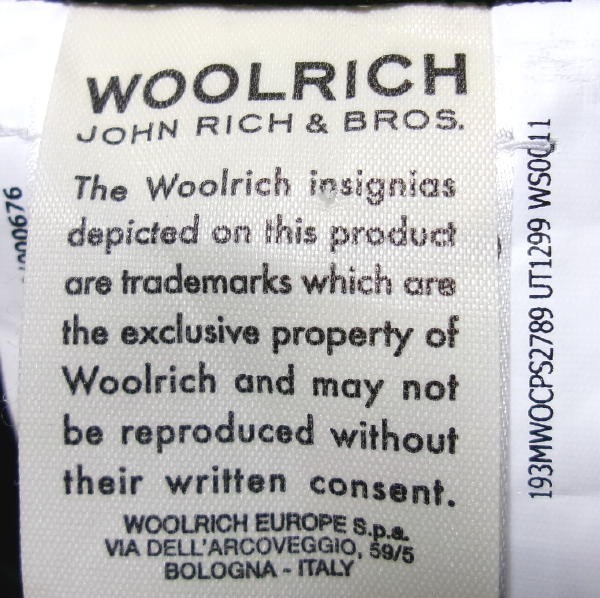 WOOLRICH
JOHN RICH & BROS.
The Woolrich insignias
depicted on this product
are trademarks which are
the exclusive property of
Woolrich and may not
be reproduced without
their written consent.
WOOLRICH EUROPE S.p.a.
VIA DELL'ARCOVEGGIO, 59/5
BOLOGNA - ITALY
193MWOCPS2789 UT1299 WS0011